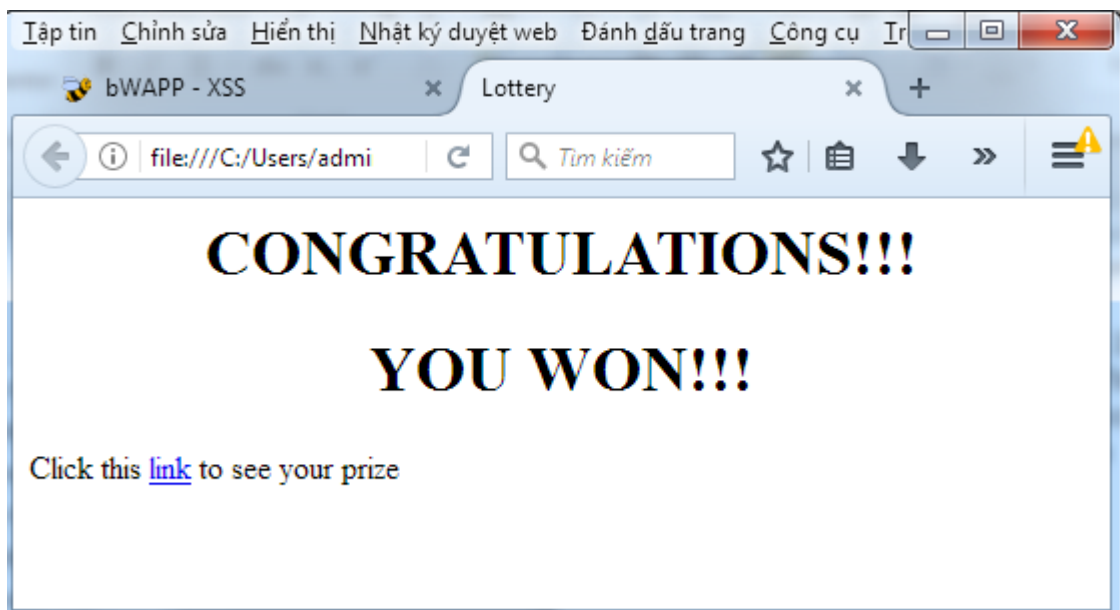 Tập tin Chỉnh sửa Hiển thị Nhật ký duyệt web Đánh dấu trang Công cụ
bWAPP - XSS Lottery
file:///C:/Users/admi Tìm kiếm
CONGRATULATIONS!!!
YOU WON!!!
Click this link to see your prize